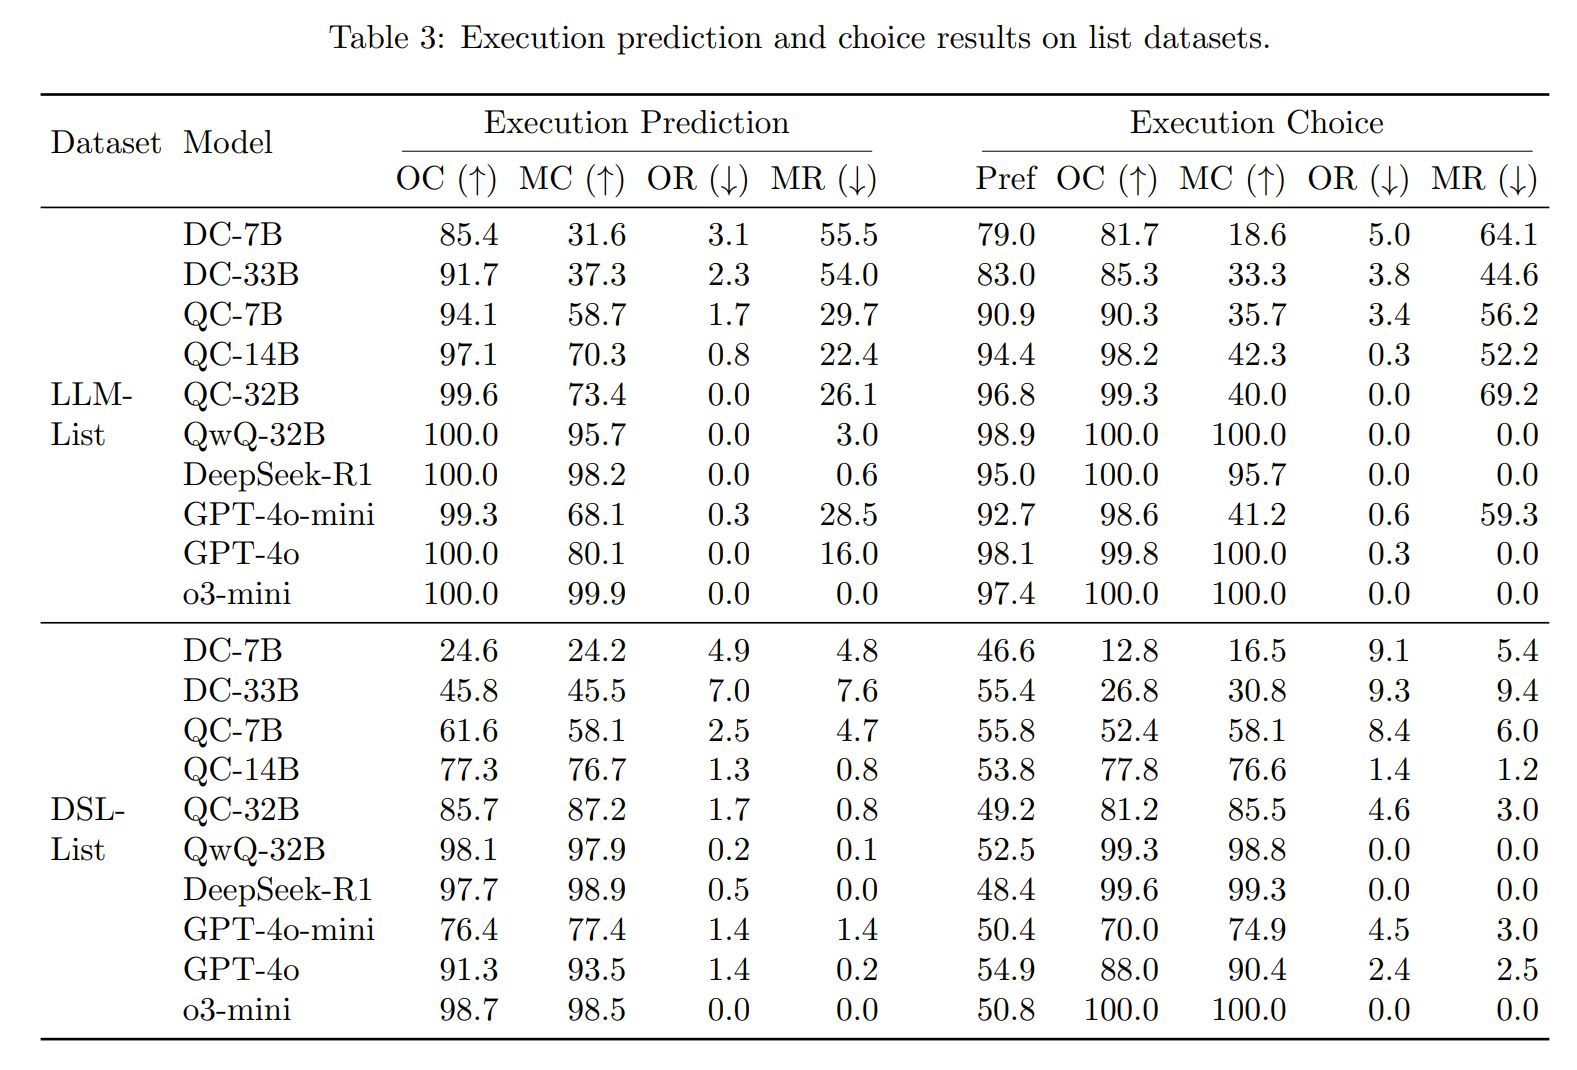 Table 3: Execution prediction and choice results on list datasets.
Dataset Model Execution Prediction Execution Choice
OC (↑) MC (↑) OR (↓) MR (↓) Pref OC (↑) MC (↑) OR (↓) MR (↓)
DC-7B 85.4 31.6 3.1 55.5 79.0 81.7 18.6 5.0 64.1
DC-33B 91.7 37.3 2.3 54.0 83.0 85.3 33.3 3.8 44.6
QC-7B 94.1 58.7 1.7 29.7 90.9 90.3 35.7 3.4 56.2
QC-14B 97.1 70.3 0.8 22.4 94.4 98.2 42.3 0.3 52.2
LLM- QC-32B 99.6 73.4 0.0 26.1 96.8 99.3 40.0 0.0 69.2
List QwQ-32B 100.0 95.7 0.0 3.0 98.9 100.0 100.0 0.0 0.0
DeepSeek-R1 100.0 98.2 0.0 0.6 95.0 100.0 95.7 0.0 0.0
GPT-4o-mini 99.3 68.1 0.3 28.5 92.7 98.6 41.2 0.6 59.3
GPT-4o 100.0 80.1 0.0 16.0 98.1 99.8 100.0 0.3 0.0
o3-mini 100.0 99.9 0.0 0.0 97.4 100.0 100.0 0.0 0.0
DC-7B 24.6 24.2 4.9 4.8 46.6 12.8 16.5 9.1 5.4
DC-33B 45.8 45.5 7.0 7.6 55.4 26.8 30.8 9.3 9.4
QC-7B 61.6 58.1 2.5 4.7 55.8 52.4 58.1 8.4 6.0
QC-14B 77.3 76.7 1.3 0.8 53.8 77.8 76.6 1.4 1.2
DSL- QC-32B 85.7 87.2 1.7 0.8 49.2 81.2 85.5 4.6 3.0
List QwQ-32B 98.1 97.9 0.2 0.1 52.5 99.3 98.8 0.0 0.0
DeepSeek-R1 97.7 98.9 0.5 0.0 48.4 99.6 99.3 0.0 0.0
GPT-4o-mini 76.4 77.4 1.4 1.4 50.4 70.0 74.9 4.5 3.0
GPT-4o 91.3 93.5 1.4 0.2 54.9 88.0 90.4 2.4 2.5
o3-mini 98.7 98.5 0.0 0.0 50.8 100.0 100.0 0.0 0.0